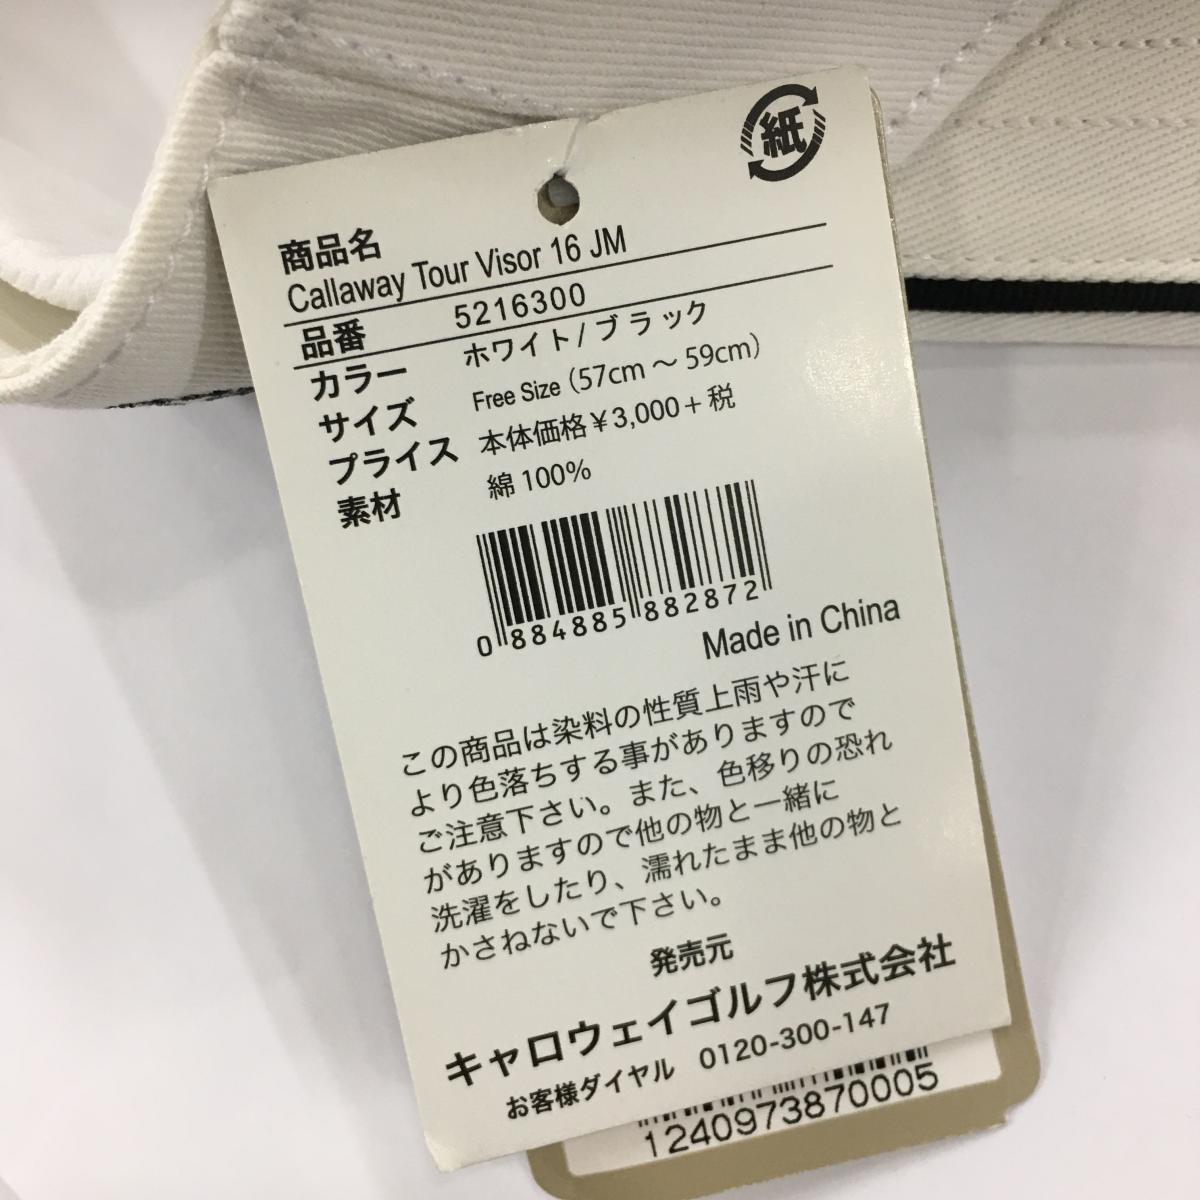 紙
商品名
Callaway Tour Visor 16 JM
品番 5216300
カラー ホワイト/ブラック
サイズ Free Size (57cm ～ 59cm)
プライス 本体価格¥3,000+税
素材 綿100%
0 884885 882872
Made in China
この商品は染料の性質上雨や汗に
より色落ちする事がありますので
ご注意下さい。また、色移りの恐れ
がありますので他の物と一緒に
洗濯をしたり、濡れたまま他の物と
かさねないで下さい。
発売元
キャロウェイゴルフ株式会社
お客様ダイヤル 0120-300-147
1240973870005